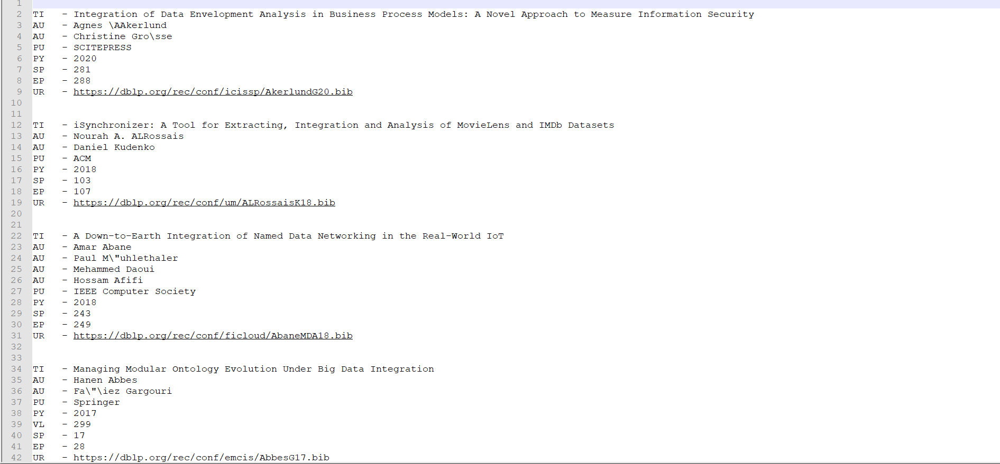 1
2 TI - Integration of Data Envelopment Analysis in Business Process Models: A Novel Approach to Measure Information Security
3 AU - Agnes \AAkerlund
4 AU - Christine Gro\sse
5 PU - SCITEPRESS
6 PY - 2020
7 SP - 281
8 EP - 288
9 UR - https://dblp.org/rec/conf/icissp/AkerlundG20.bib
10
11
12 TI - iSynchronizer: A Tool for Extracting, Integration and Analysis of MovieLens and IMDb Datasets
13 AU - Nourah A. ALRossais
14 AU - Daniel Kudenko
15 PU - ACM
16 PY - 2018
17 SP - 103
18 EP - 107
19 UR - https://dblp.org/rec/conf/um/ALRossaisK18.bib
20
21
22 TI - A Down-to-Earth Integration of Named Data Networking in the Real-World IoT
23 AU - Amar Abane
24 AU - Paul M\"uhlethaler
25 AU - Mehammed Daoui
26 AU - Hossam Afifi
27 PU - IEEE Computer Society
28 PY - 2018
29 SP - 243
30 EP - 249
31 UR - https://dblp.org/rec/conf/ficloud/AbaneMDA18.bib
32
33
34 TI - Managing Modular Ontology Evolution Under Big Data Integration
35 AU - Hanen Abbes
36 AU - Fa\"\iez Gargouri
37 PU - Springer
38 PY - 2017
39 VL - 299
40 SP - 17
41 EP - 28
42 UR - https://dblp.org/rec/conf/emcis/AbbesG17.bib